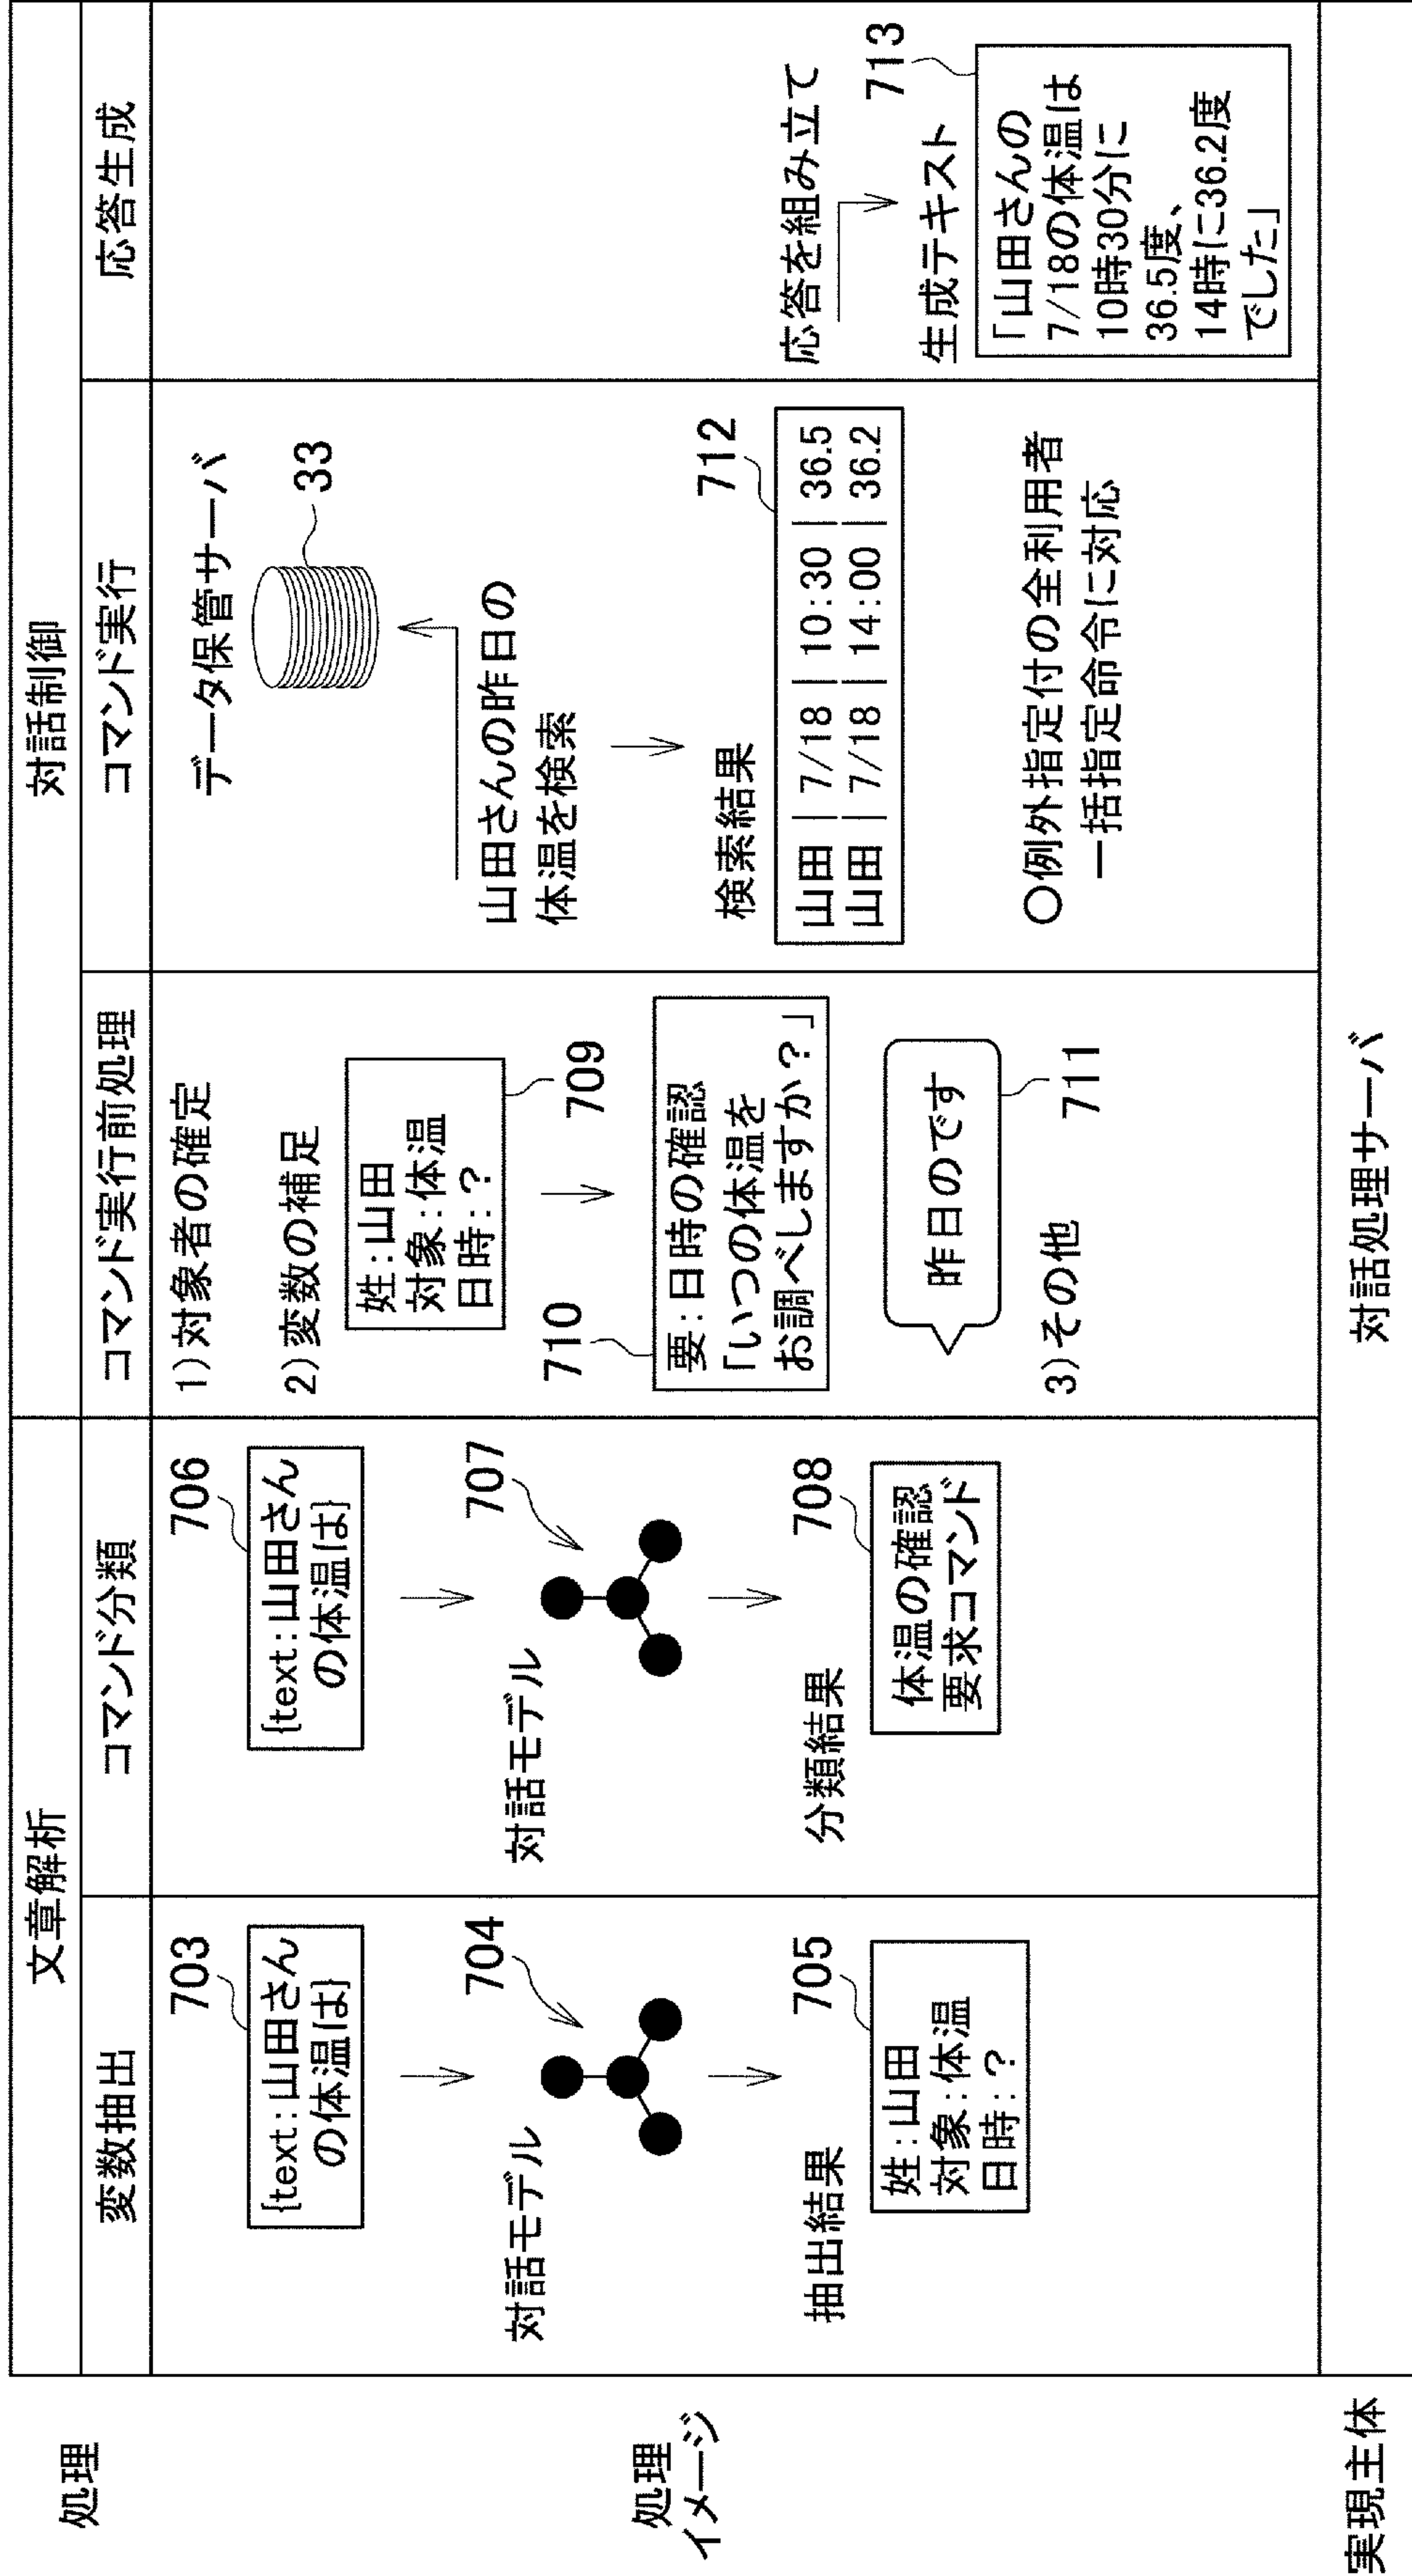 処理
文章解析
対話制御
変数抽出
コマンド分類
コマンド実行前処理
コマンド実行
応答生成
処理
イメージ
703
{text:山田さん
の体温は}
対話モデル
704
抽出結果
705
姓:山田
対象:体温
日時:?
706
{text:山田さん
の体温は}
対話モデル
707
分類結果
708
体温の確認
要求コマンド
1)対象者の確定
2)変数の補足
姓:山田
対象:体温
日時:?
709
710
要:日時の確認
「いつの体温を
お調べしますか?」
昨日のです
711
3)その他
データ保管サーバ
33
山田さんの昨日の
体温を検索
検索結果
712
山田|7/18|10:30|36.5
山田|7/18|14:00|36.2
〇例外指定付の全利用者
一括指定命令に対応
応答を組み立て
生成テキスト
713
「山田さんの
7/18の体温は
10時30分に
36.5度、
14時に36.2度
でした」
実現主体
対話処理サーバ